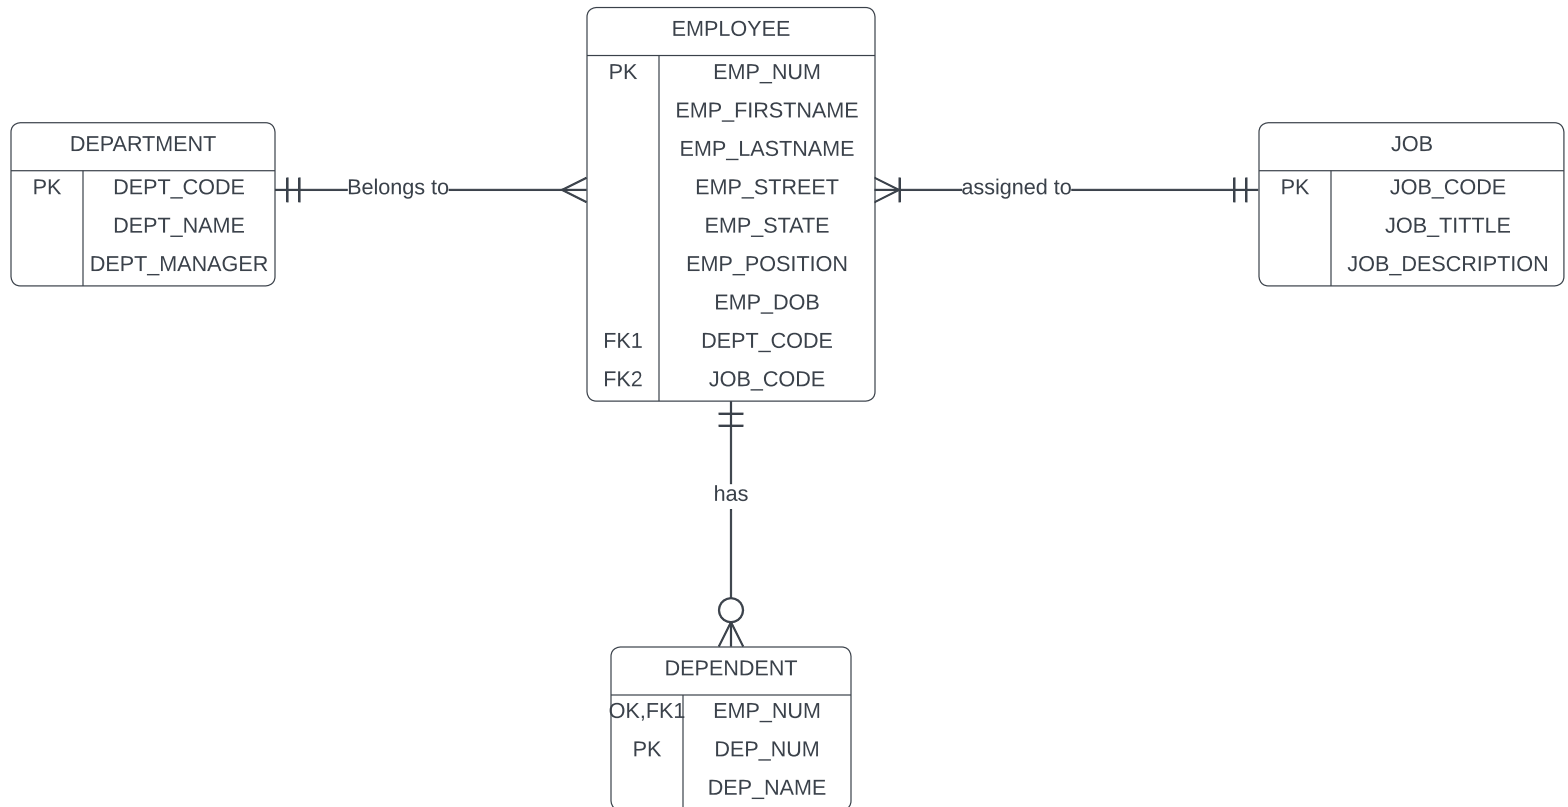 EMPLOYEE
PK EMP_NUM
EMP_FIRSTNAME
EMP_LASTNAME
EMP_STREET
EMP_STATE
EMP_POSITION
EMP_DOB
FK1 DEPT_CODE
FK2 JOB_CODE
DEPARTMENT
PK DEPT_CODE
DEPT_NAME
DEPT_MANAGER
Belongs to
assigned to
JOB
PK JOB_CODE
JOB_TITTLE
JOB_DESCRIPTION
has
DEPENDENT
OK,FK1 EMP_NUM
PK DEP_NUM
DEP_NAME